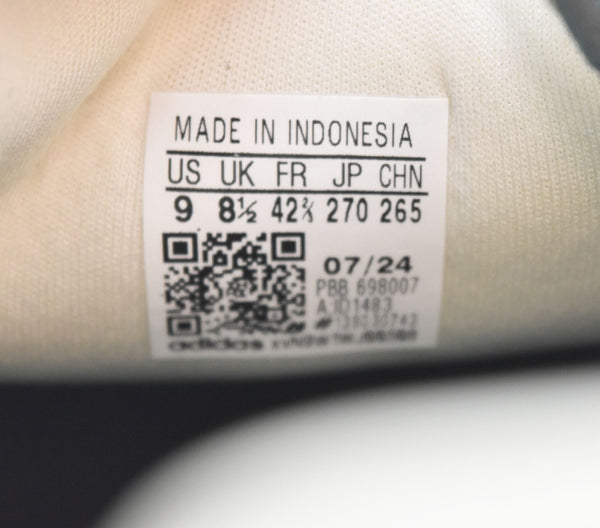 MADE IN INDONESIA
US UK FR JP CHN
9 8½ 42⅔ 270 265
07/24
PBB 698007
adidas